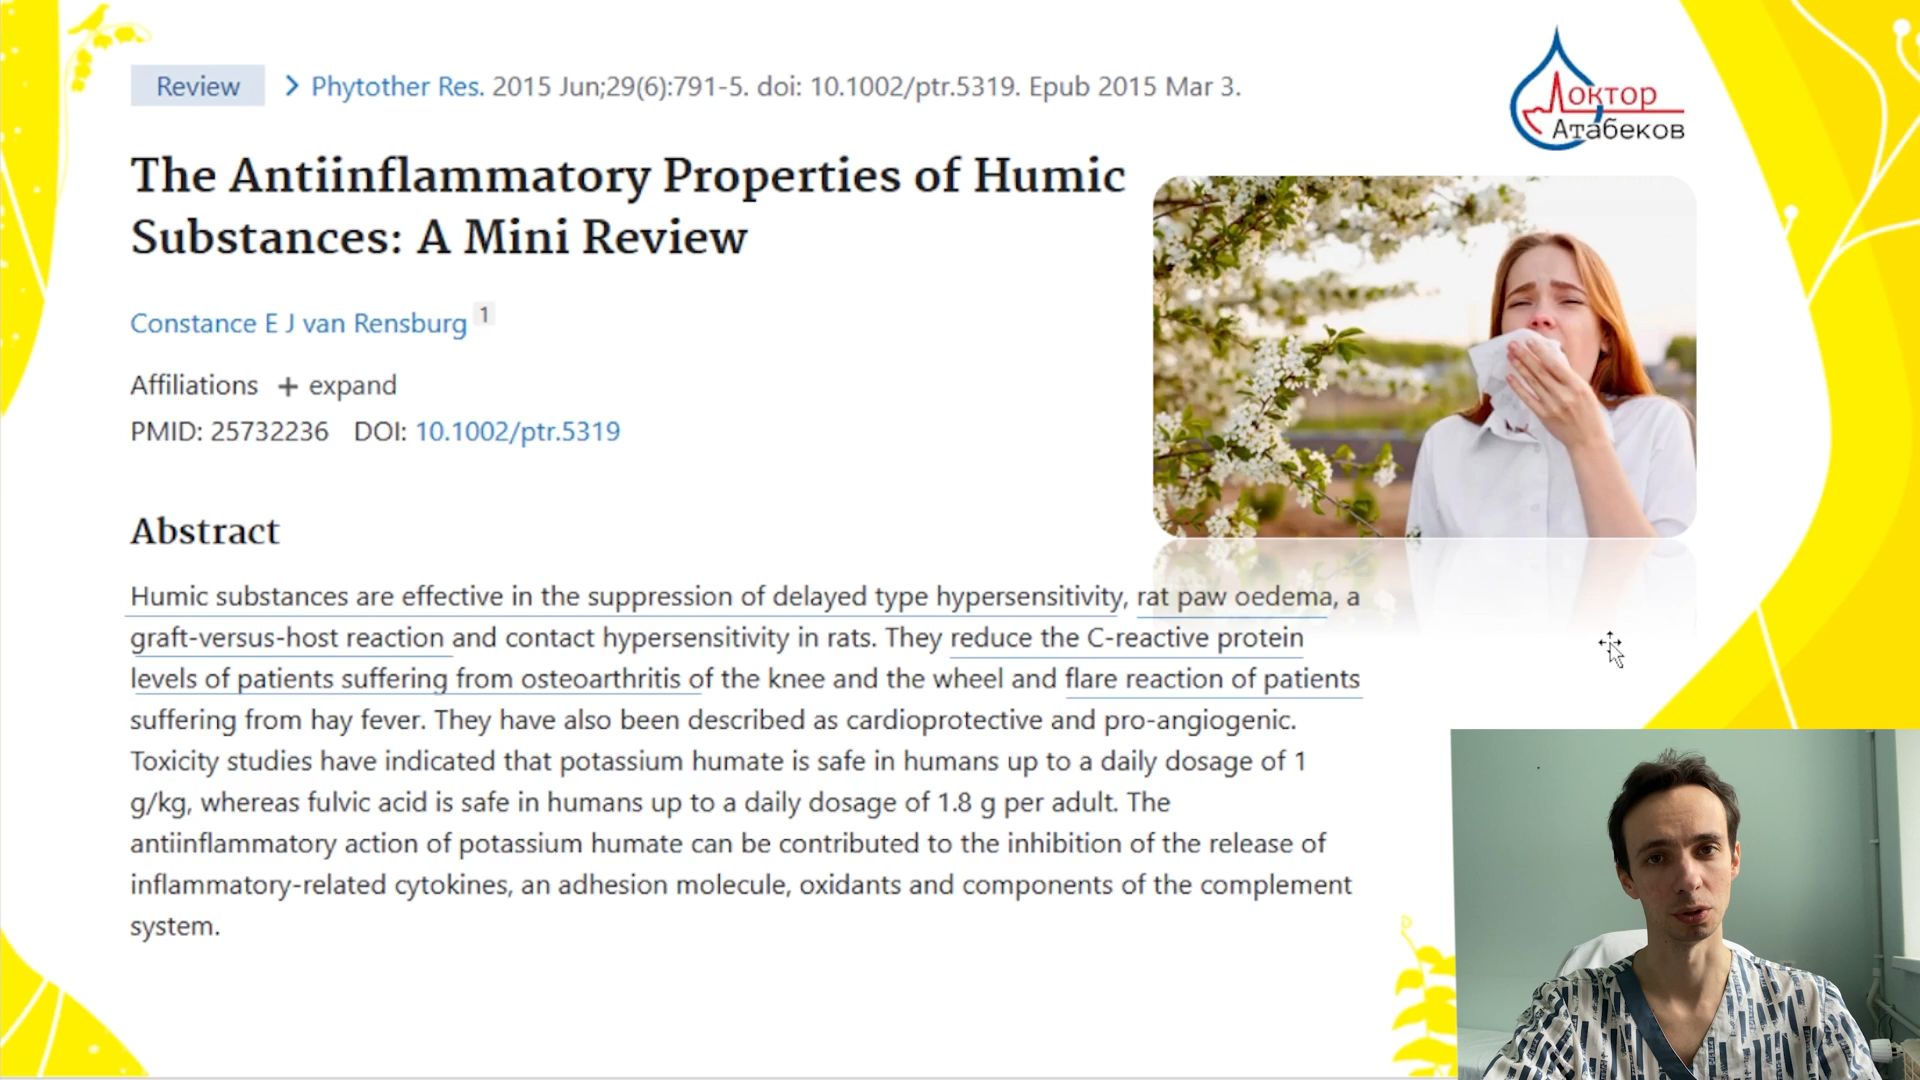 Review > Phytother Res. 2015 Jun;29(6):791-5. doi: 10.1002/ptr.5319. Epub 2015 Mar 3.
Доктор
Атабеков
The Antiinflammatory Properties of Humic
Substances: A Mini Review
Constance E J van Rensburg 1
Affiliations + expand
PMID: 25732236 DOI: 10.1002/ptr.5319
Abstract
Humic substances are effective in the suppression of delayed type hypersensitivity, rat paw oedema, a
graft-versus-host reaction and contact hypersensitivity in rats. They reduce the C-reactive protein
levels of patients suffering from osteoarthritis of the knee and the wheel and flare reaction of patients
suffering from hay fever. They have also been described as cardioprotective and pro-angiogenic.
Toxicity studies have indicated that potassium humate is safe in humans up to a daily dosage of 1
g/kg, whereas fulvic acid is safe in humans up to a daily dosage of 1.8 g per adult. The
antiinflammatory action of potassium humate can be contributed to the inhibition of the release of
inflammatory-related cytokines, an adhesion molecule, oxidants and components of the complement
system.